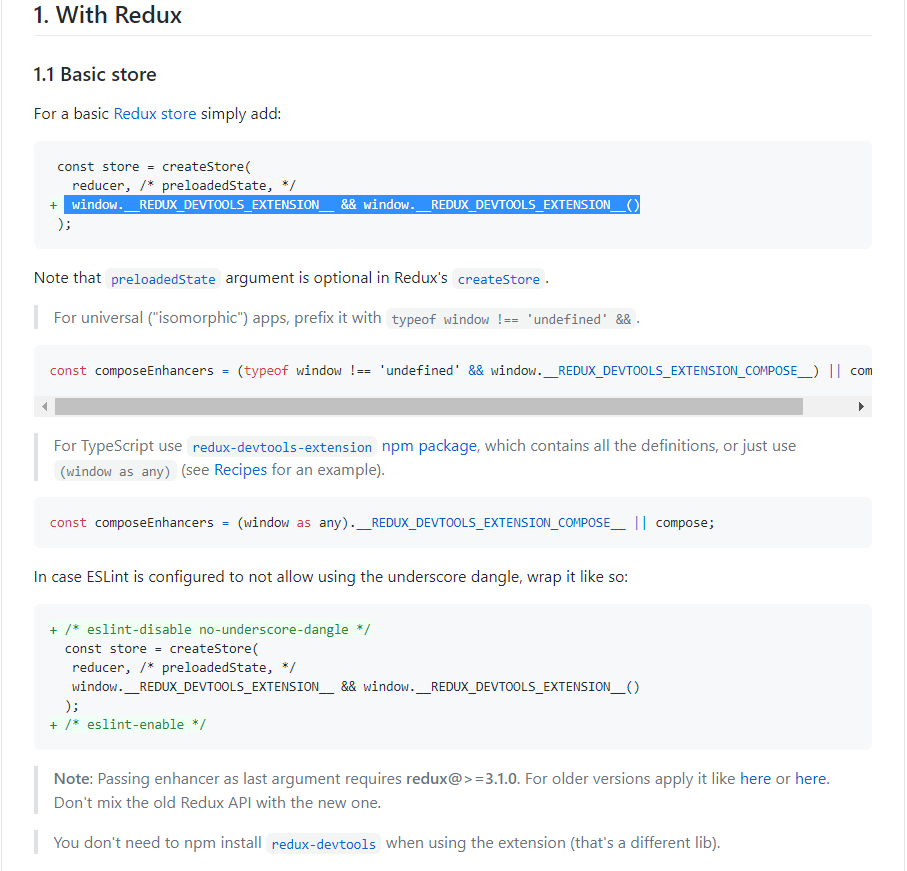 1. With Redux
1.1 Basic store
For a basic Redux store simply add:
const store = createStore(
reducer, /* preloadedState, */
+ window.__REDUX_DEVTOOLS_EXTENSION__ && window.__REDUX_DEVTOOLS_EXTENSION__()
);
Note that preloadedState argument is optional in Redux's createStore.
For universal ("isomorphic") apps, prefix it with typeof window !== 'undefined' &&.
const composeEnhancers = (typeof window !== 'undefined' && window.__REDUX_DEVTOOLS_EXTENSION_COMPOSE__) || com
For TypeScript use redux-devtools-extension npm package, which contains all the definitions, or just use
(window as any) (see Recipes for an example).
const composeEnhancers = (window as any).__REDUX_DEVTOOLS_EXTENSION_COMPOSE__ || compose;
In case ESLint is configured to not allow using the underscore dangle, wrap it like so:
+ /* eslint-disable no-underscore-dangle */
const store = createStore(
reducer, /* preloadedState, */
window.__REDUX_DEVTOOLS_EXTENSION__ && window.__REDUX_DEVTOOLS_EXTENSION__()
);
+ /* eslint-enable */
Note: Passing enhancer as last argument requires redux@>=3.1.0. For older versions apply it like here or here.
Don't mix the old Redux API with the new one.
You don't need to npm install redux-devtools when using the extension (that's a different lib).